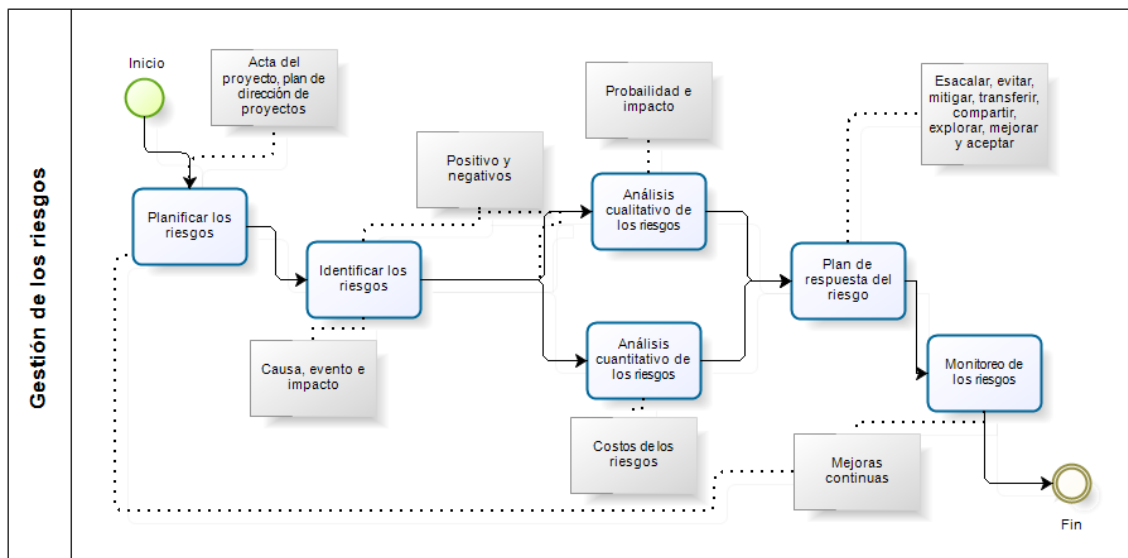 Gestión de los riesgos
Inicio
Acta del
proyecto, plan de
dirección de
proyectos
Probailidad e
impacto
Esacalar, evitar,
mitigar, transferir,
compartir,
explorar, mejorar
y aceptar
Positivo y
negativos
Planificar los
riesgos
Análisis
cualitativo de
los riesgos
Identificar los
riesgos
Plan de
respuesta del
riesgo
Causa, evento e
impacto
Análisis
cuantitativo de
los riesgos
Monitoreo de
los riesgos
Costos de los
riesgos
Mejoras
continuas
Fin